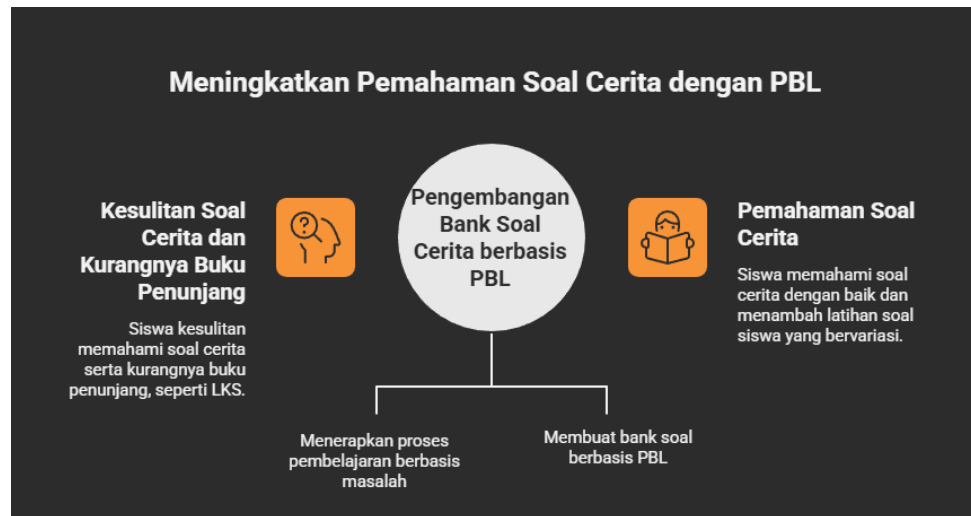 Meningkatkan Pemahaman Soal Cerita dengan PBL
Kesulitan Soal
Cerita dan
Kurangnya Buku
Penunjang
Siswa kesulitan
memahami soal cerita
serta kurangnya buku
penunjang, seperti LKS.
Pengembangan
Bank Soal
Cerita berbasis
PBL
Pemahaman Soal
Cerita
Siswa memahami soal
cerita dengan baik dan
menambah latihan soal
siswa yang bervariasi.
Menerapkan proses
pembelajaran berbasis
masalah
Membuat bank soal
berbasis PBL